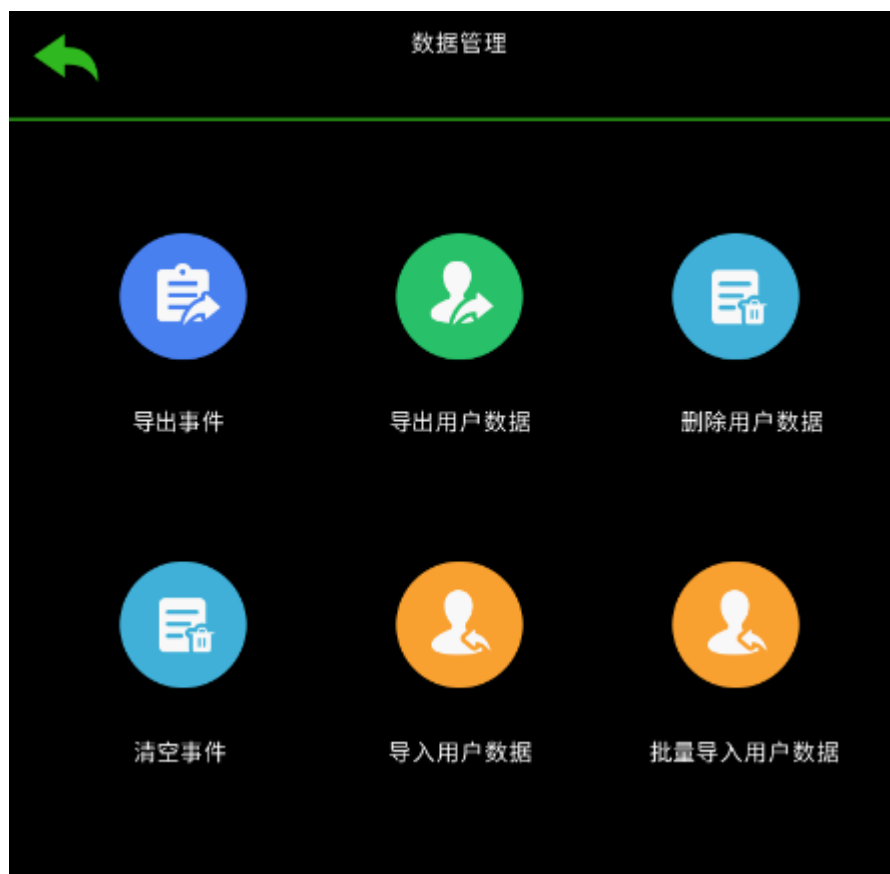 数据管理
导出事件
导出用户数据
删除用户数据
清空事件
导入用户数据
批量导入用户数据